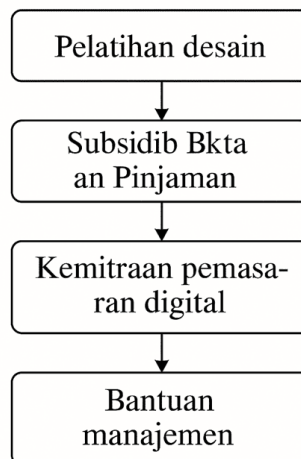 Pelatihan desain
Subsidib Bkta
an Pinjaman
Kemitraan pemasa-
ran digital
Bantuan
manajemen